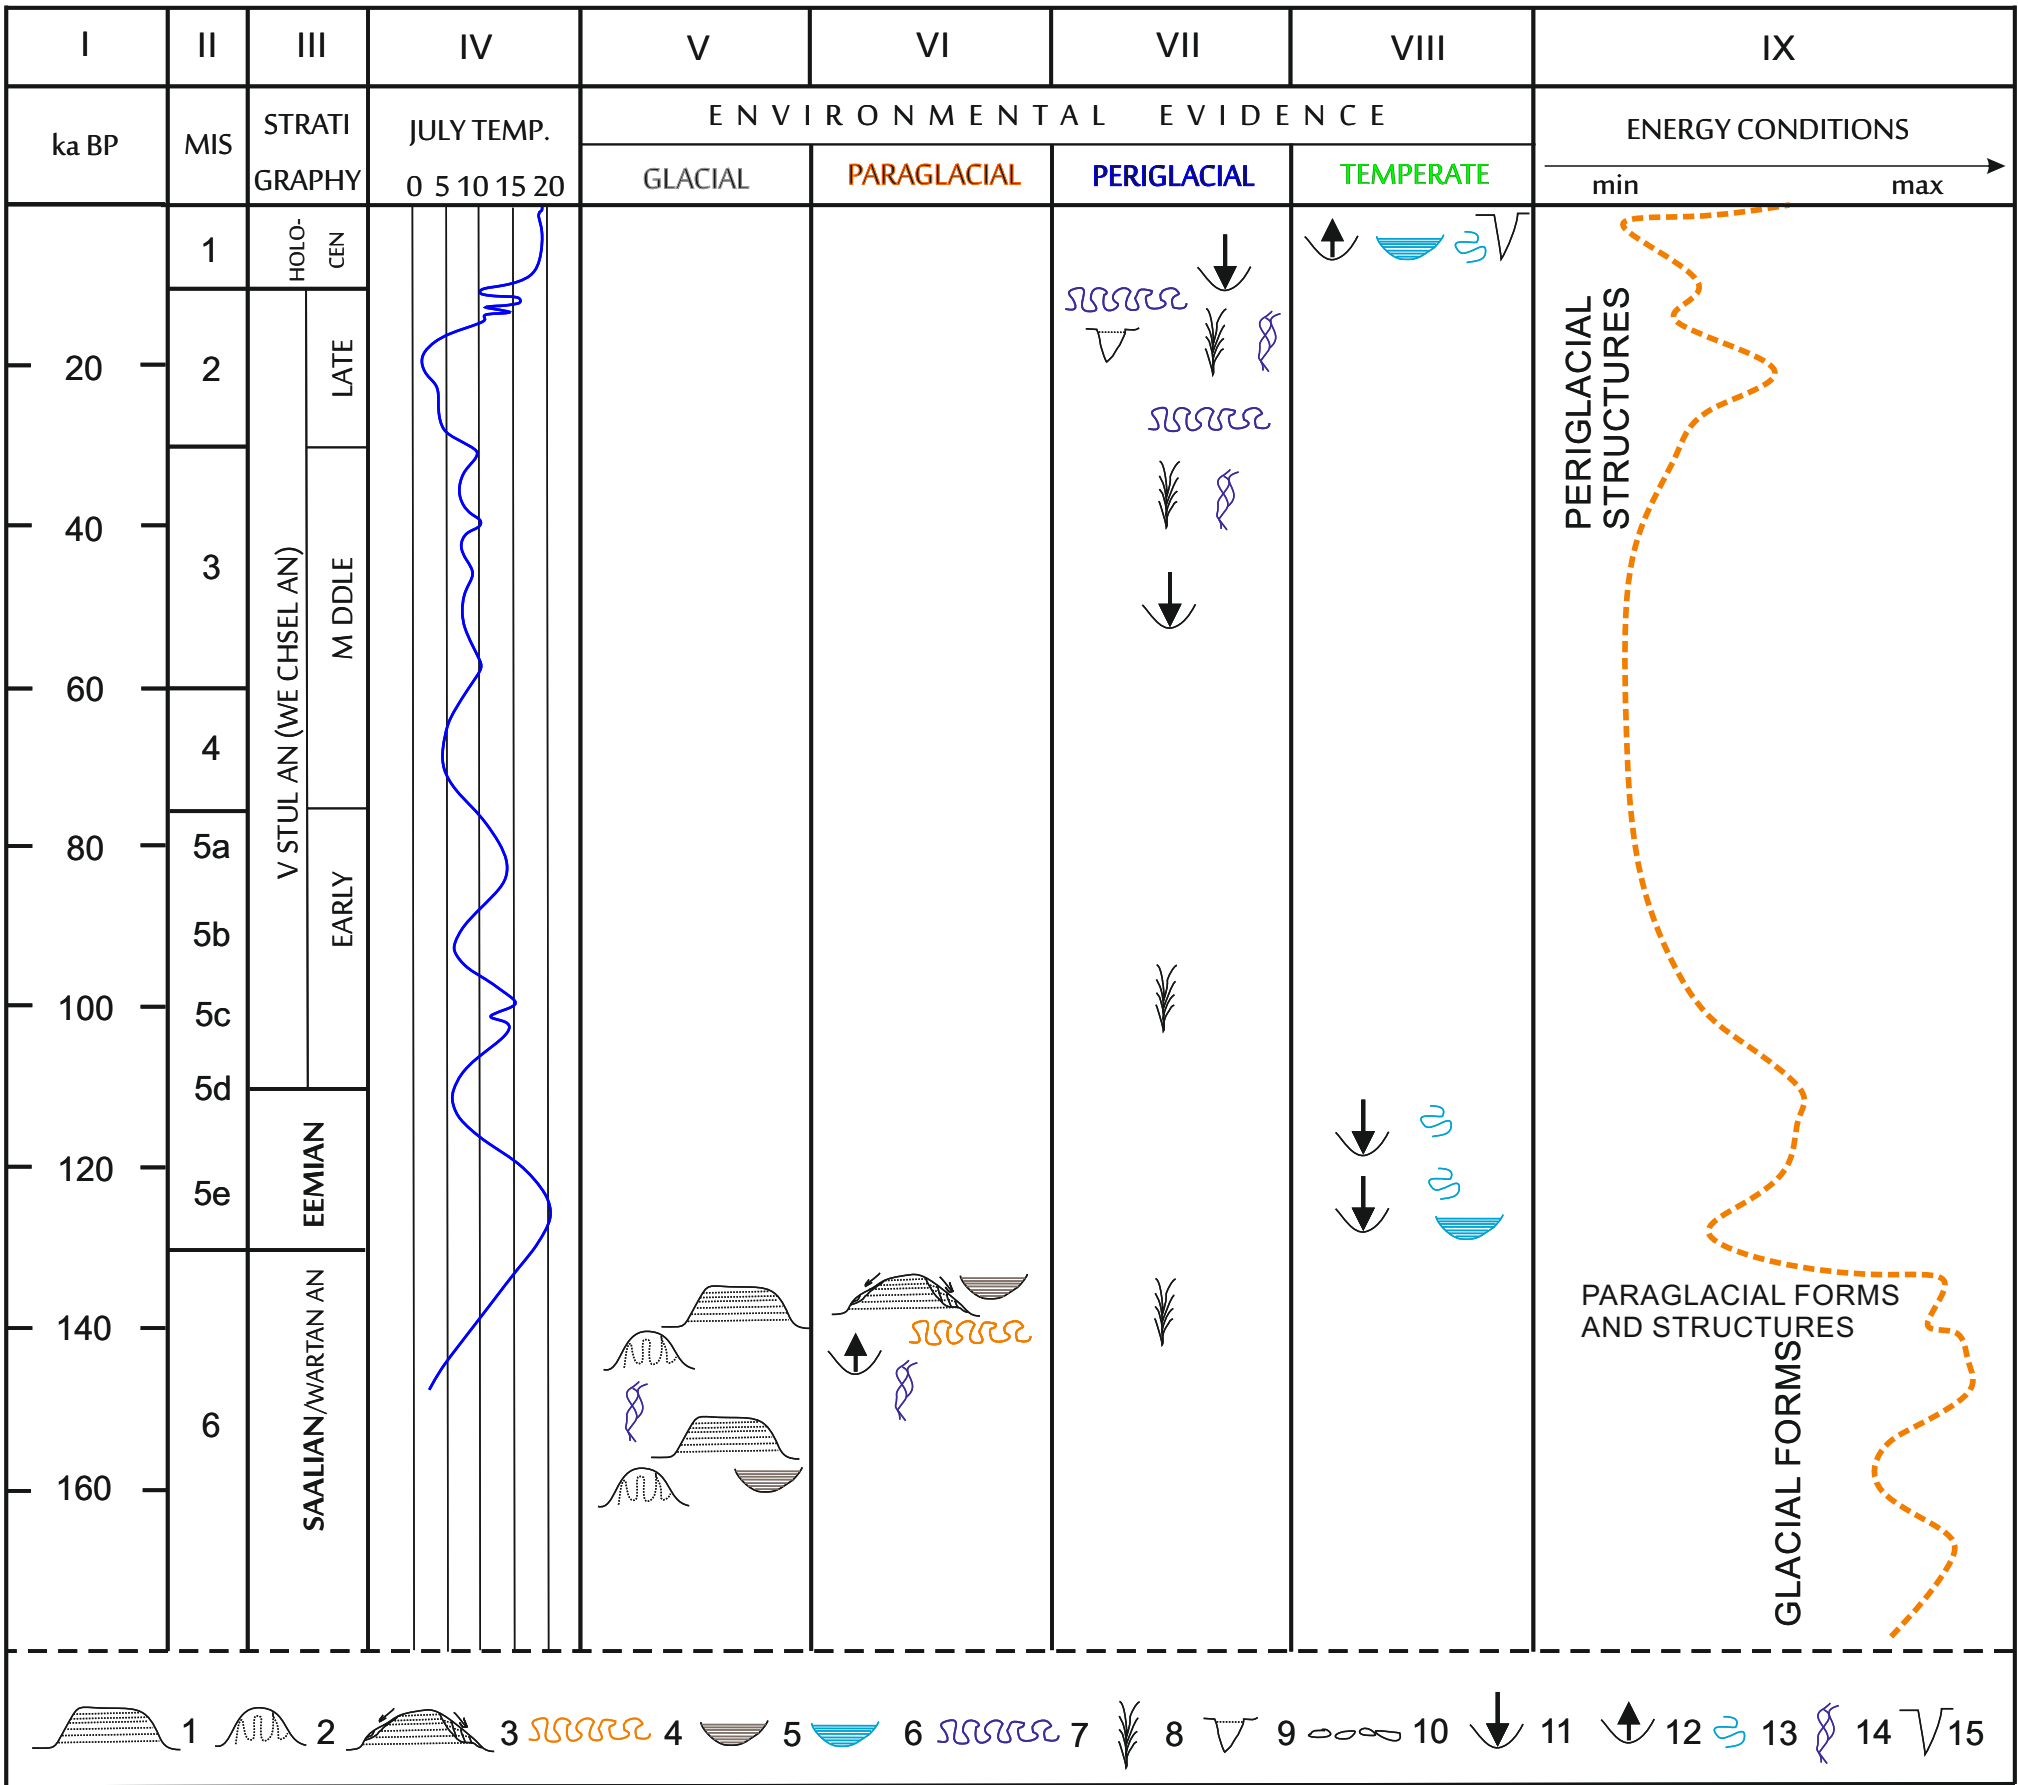 I II III IV V VI VII VIII IX
ka BP
MIS
STRATI
GRAPHY
JULY TEMP.
0 5 10 15 20
ENVIRONMENTAL EVIDENCE
GLACIAL PARAGLACIAL PERIGLACIAL TEMPERATE
ENERGY CONDITIONS
min max
20
40
60
80
100
120
140
160
1
2
3
4
5a
5b
5c
5d
5e
6
HOLO-
CEN
V STUL AN (WE CHSEL AN)
LATE
M DDLE
EARLY
EEMIAN
SAALIAN/WARTAN AN
PERIGLACIAL
STRUCTURES
PARAGLACIAL FORMS
AND STRUCTURES
GLACIAL FORMS
1 2 3 4 5 6 7 8 9 10 11 12 13 14 15